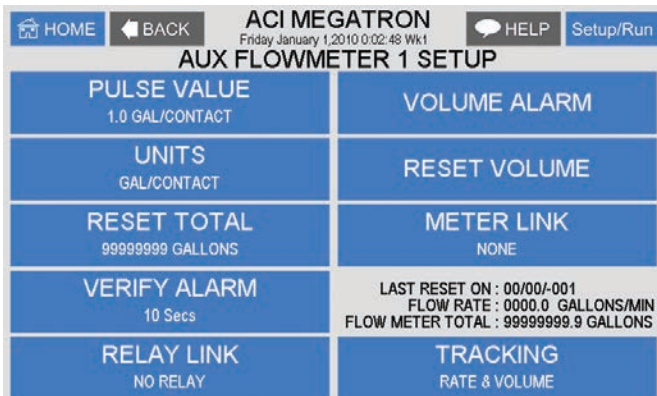 HOME
BACK
ACI MEGATRON
Friday January 1,2010 0:02:48 Wk1
HELP
Setup/Run
AUX FLOWMETER 1 SETUP
PULSE VALUE
1.0 GAL/CONTACT
VOLUME ALARM
UNITS
GAL/CONTACT
RESET VOLUME
RESET TOTAL
99999999 GALLONS
METER LINK
NONE
VERIFY ALARM
10 Secs
LAST RESET ON : 00/00/-001
FLOW RATE : 0000.0 GALLONS/MIN
FLOW METER TOTAL : 99999999.9 GALLONS
RELAY LINK
NO RELAY
TRACKING
RATE & VOLUME